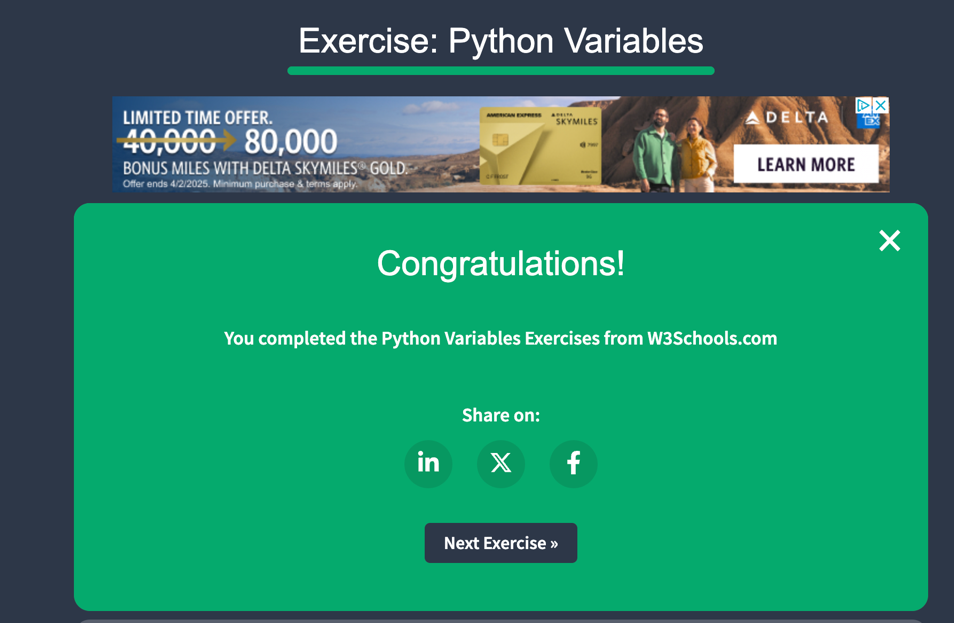 Exercise: Python Variables
LIMITED TIME OFFER.
40,000 80,000
BONUS MILES WITH DELTA SKYMILES® GOLD.
Offer ends 4/2/2025. Minimum purchase & terms apply.
AMERICAN EXPRESS DELTA
SKYMILES
DELTA
LEARN MORE
Congratulations!
You completed the Python Variables Exercises from W3Schools.com
Share on:
in X f
Next Exercise »